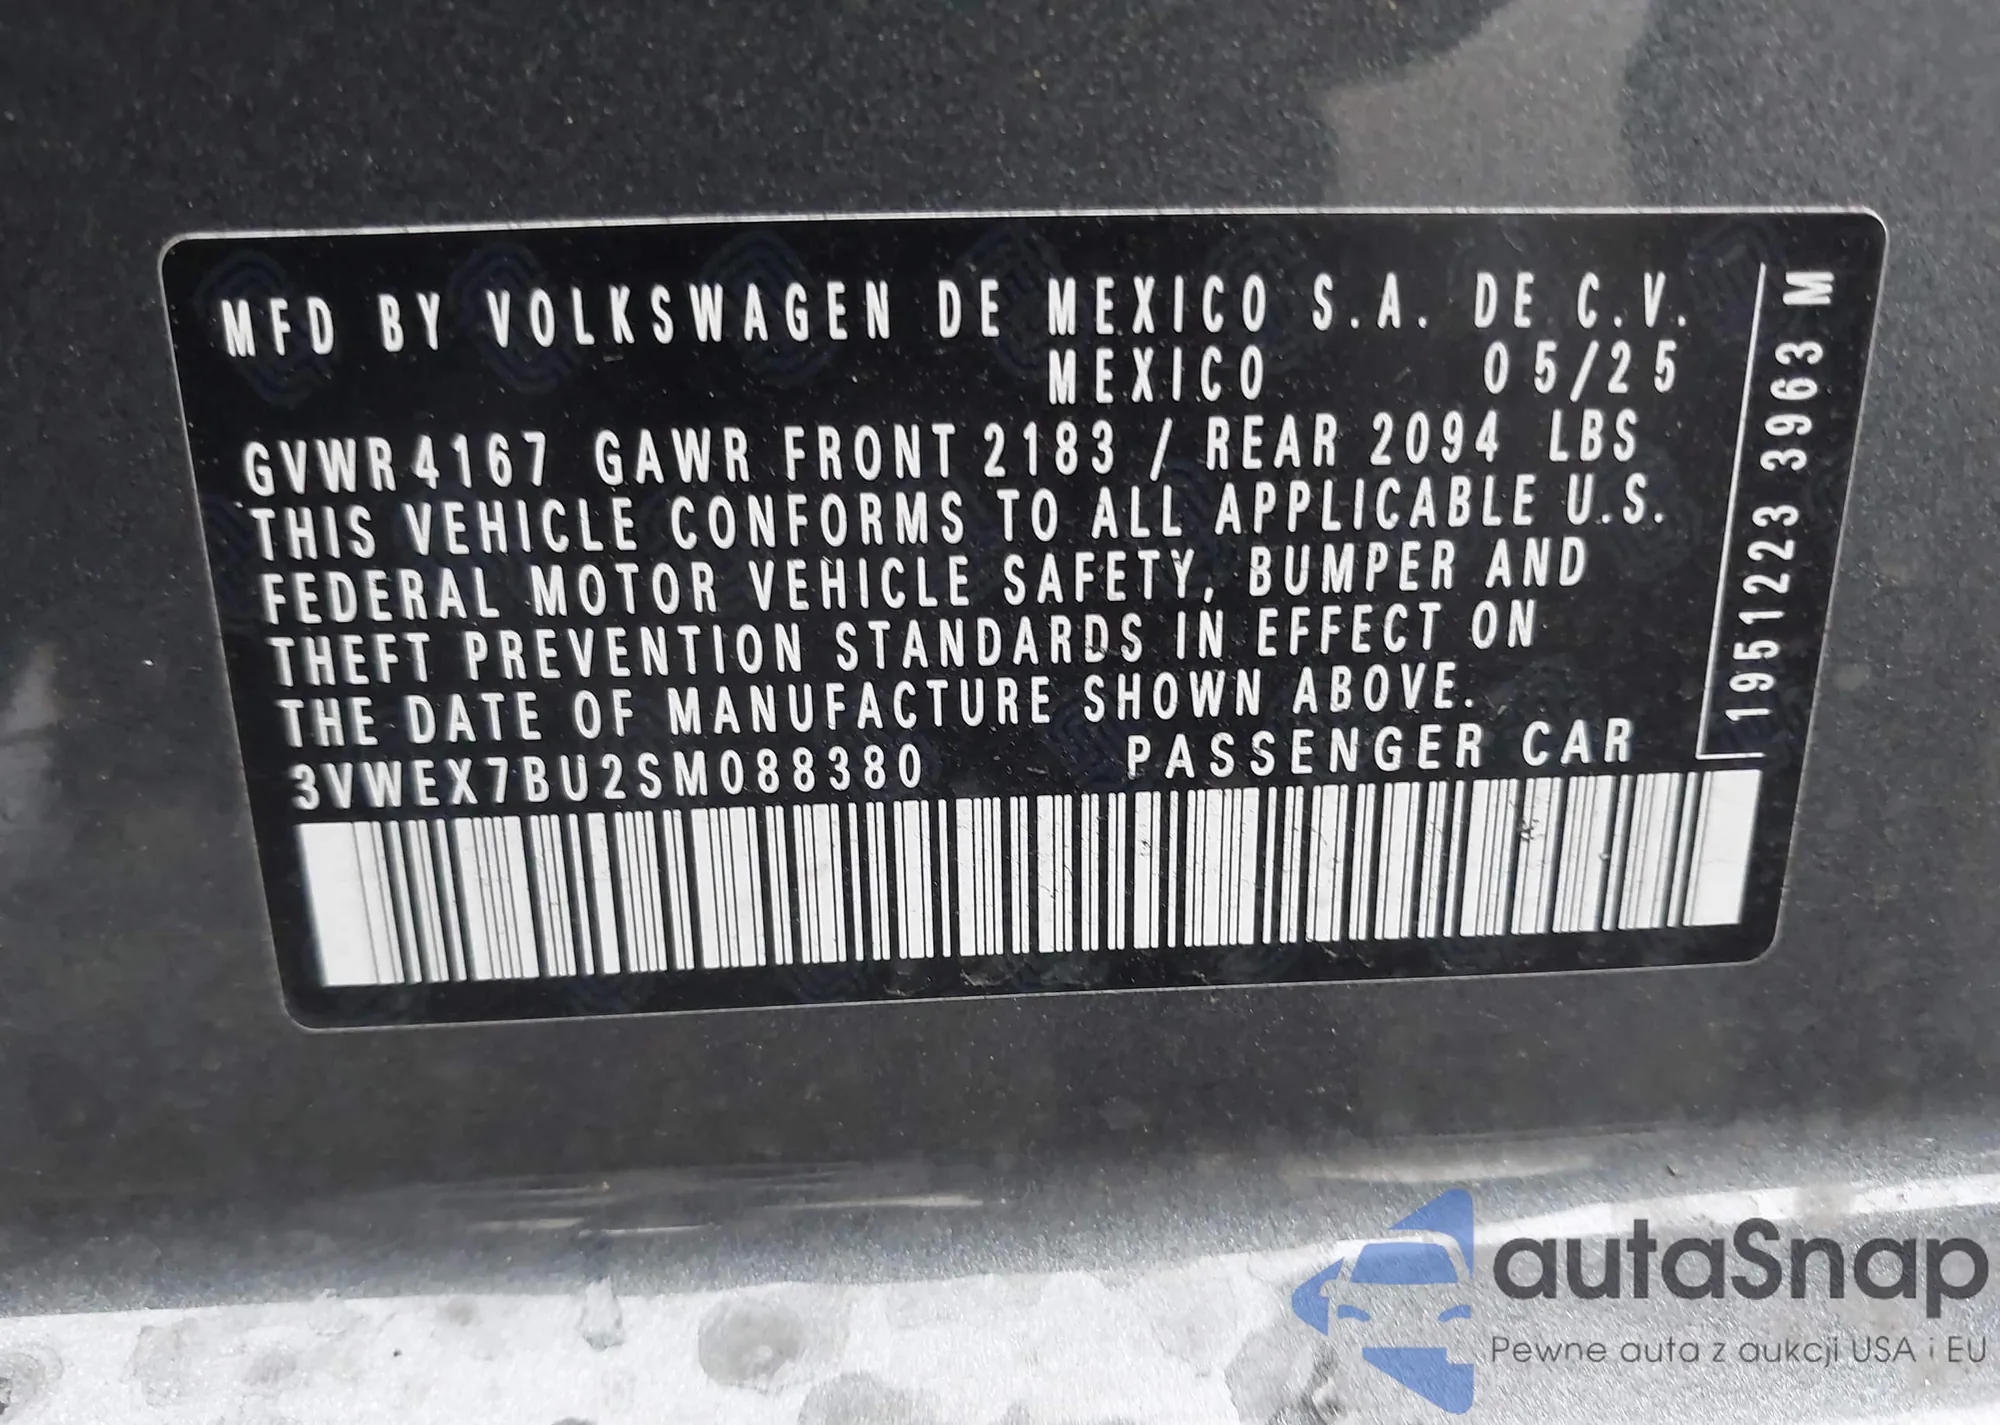 MFD BY VOLKSWAGEN DE MEXICO S.A. DE C.V.
MEXICO 05/25
GVWR 4167 GAWR FRONT 2183 / REAR 2094 LBS
THIS VEHICLE CONFORMS TO ALL APPLICABLE U.S.
FEDERAL MOTOR VEHICLE SAFETY, BUMPER AND
THEFT PREVENTION STANDARDS IN EFFECT ON
THE DATE OF MANUFACTURE SHOWN ABOVE.
3VWEX7BU2SM088380 PASSENGER CAR
1951223 3963 M
autaSnap
Pewne auta z aukcji USA i EU